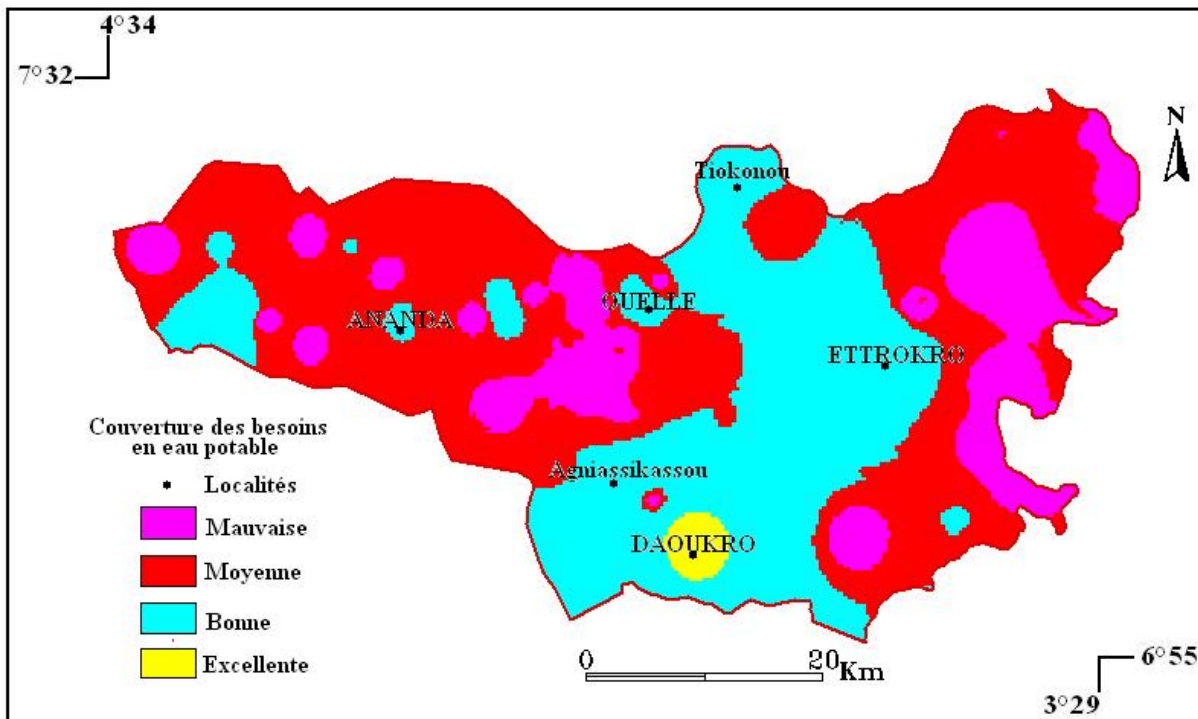 4°34
7°32
N
Tiokonou
OUELLE
ANANDA
ETTROKRO
Couverture des besoins
en eau potable
Agniassikassou
Localités
Mauvaise
DAOUKRO
Moyenne
Bonne
Excellente
0 20 Km
6°55
3°29